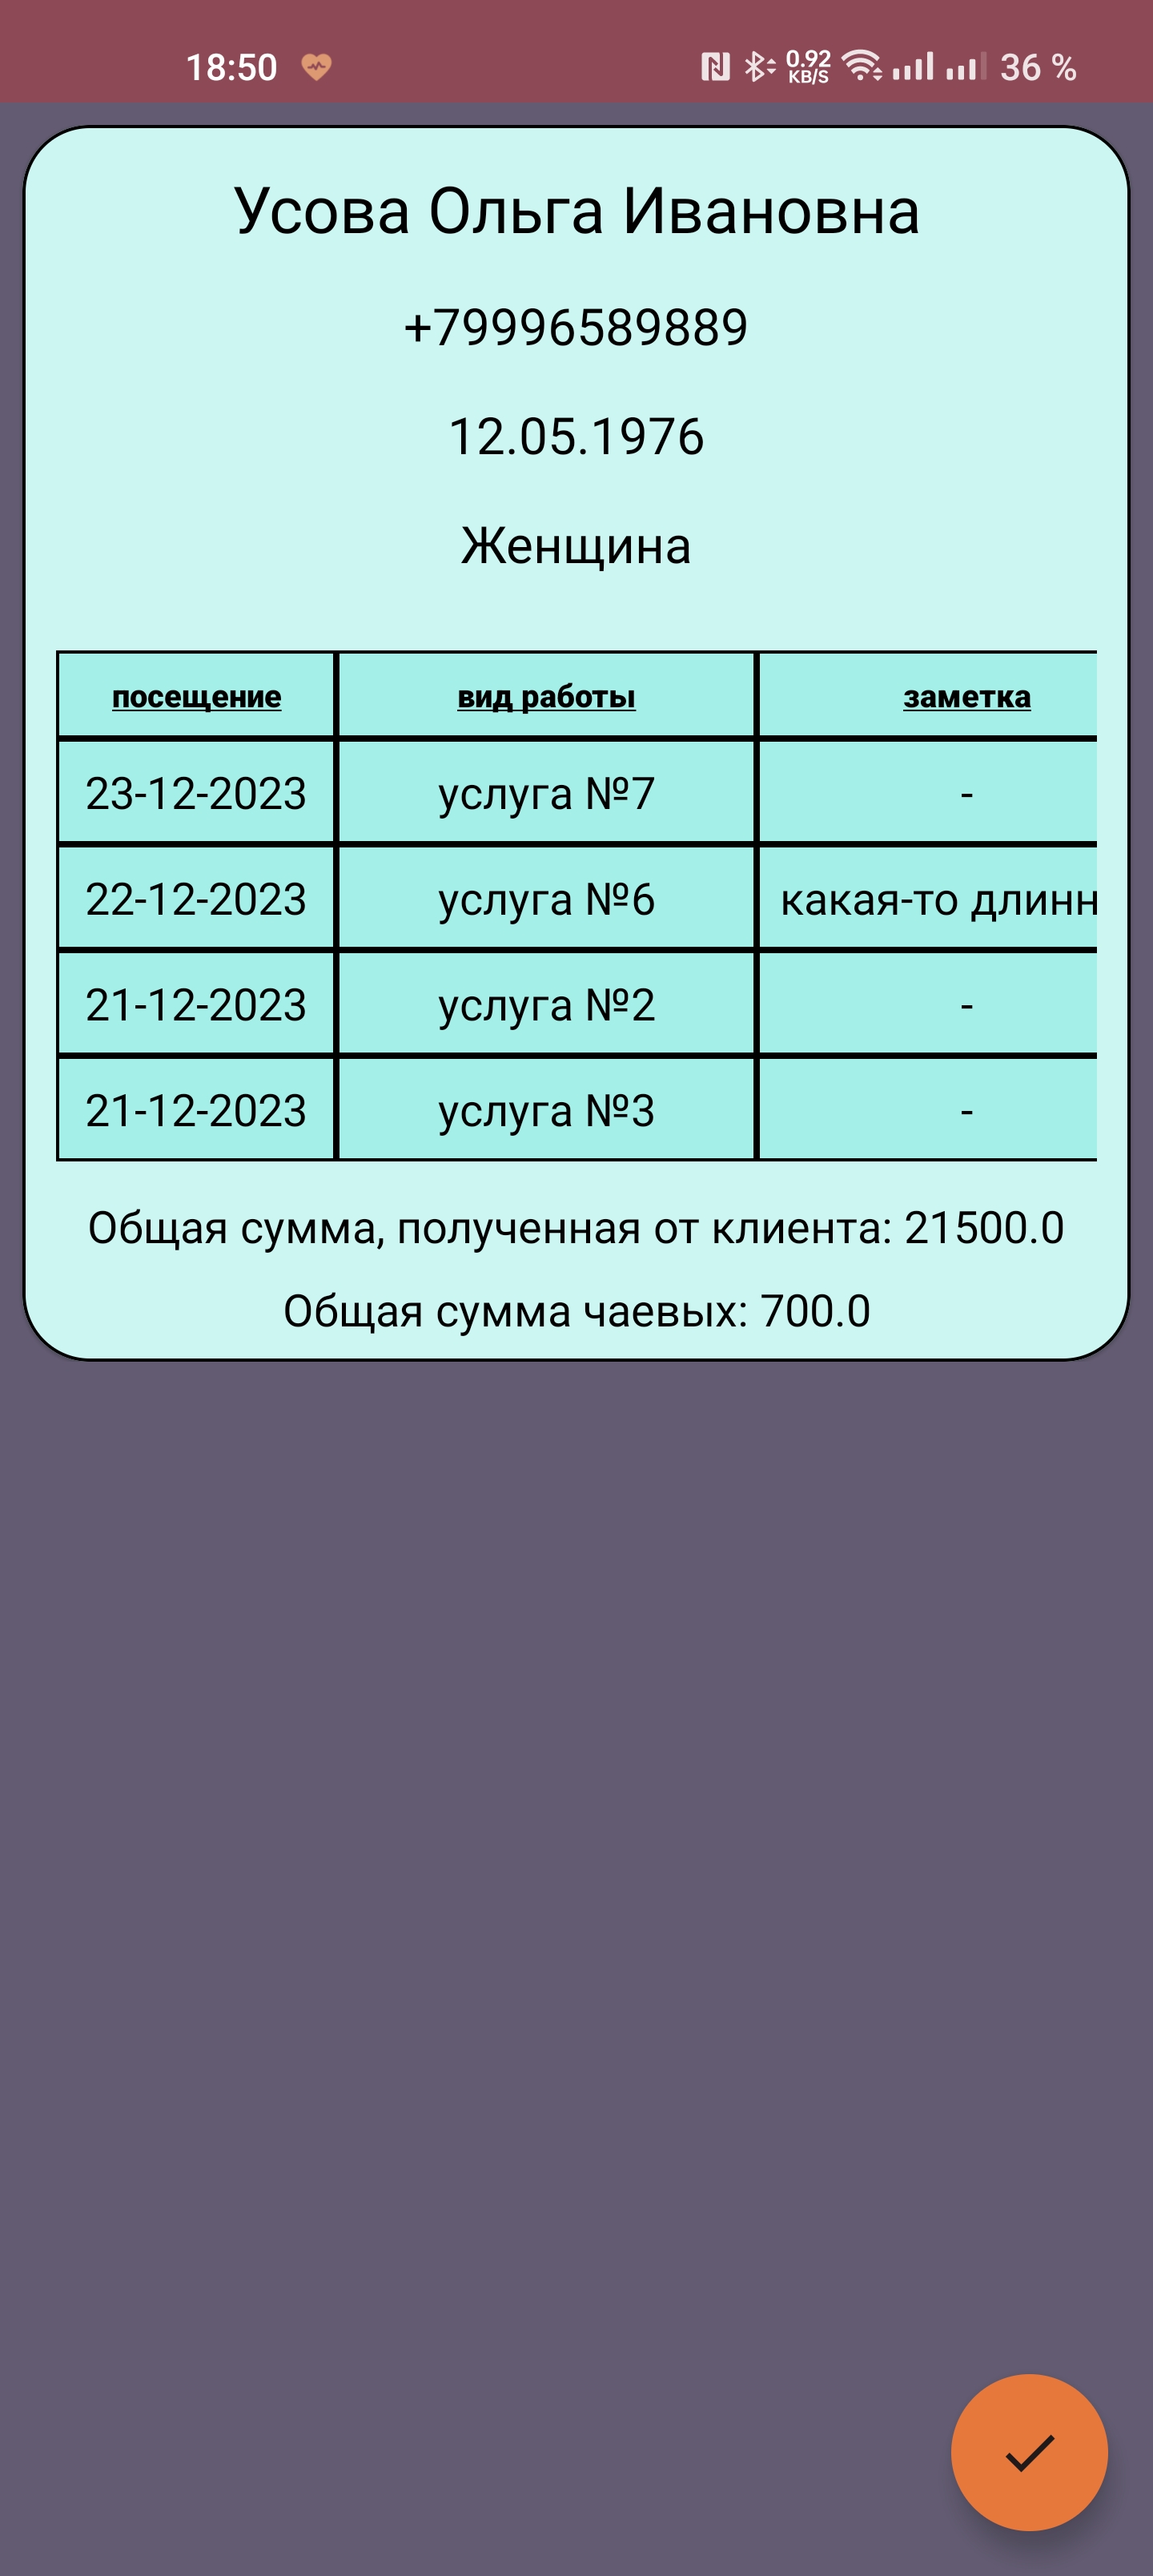 18:50 0.92 KB/S 36 %
Усова Ольга Ивановна
+79996589889
12.05.1976
Женщина
посещение вид работы заметка
23-12-2023 услуга №7 -
22-12-2023 услуга №6 какая-то длинн
21-12-2023 услуга №2 -
21-12-2023 услуга №3 -
Общая сумма, полученная от клиента: 21500.0
Общая сумма чаевых: 700.0